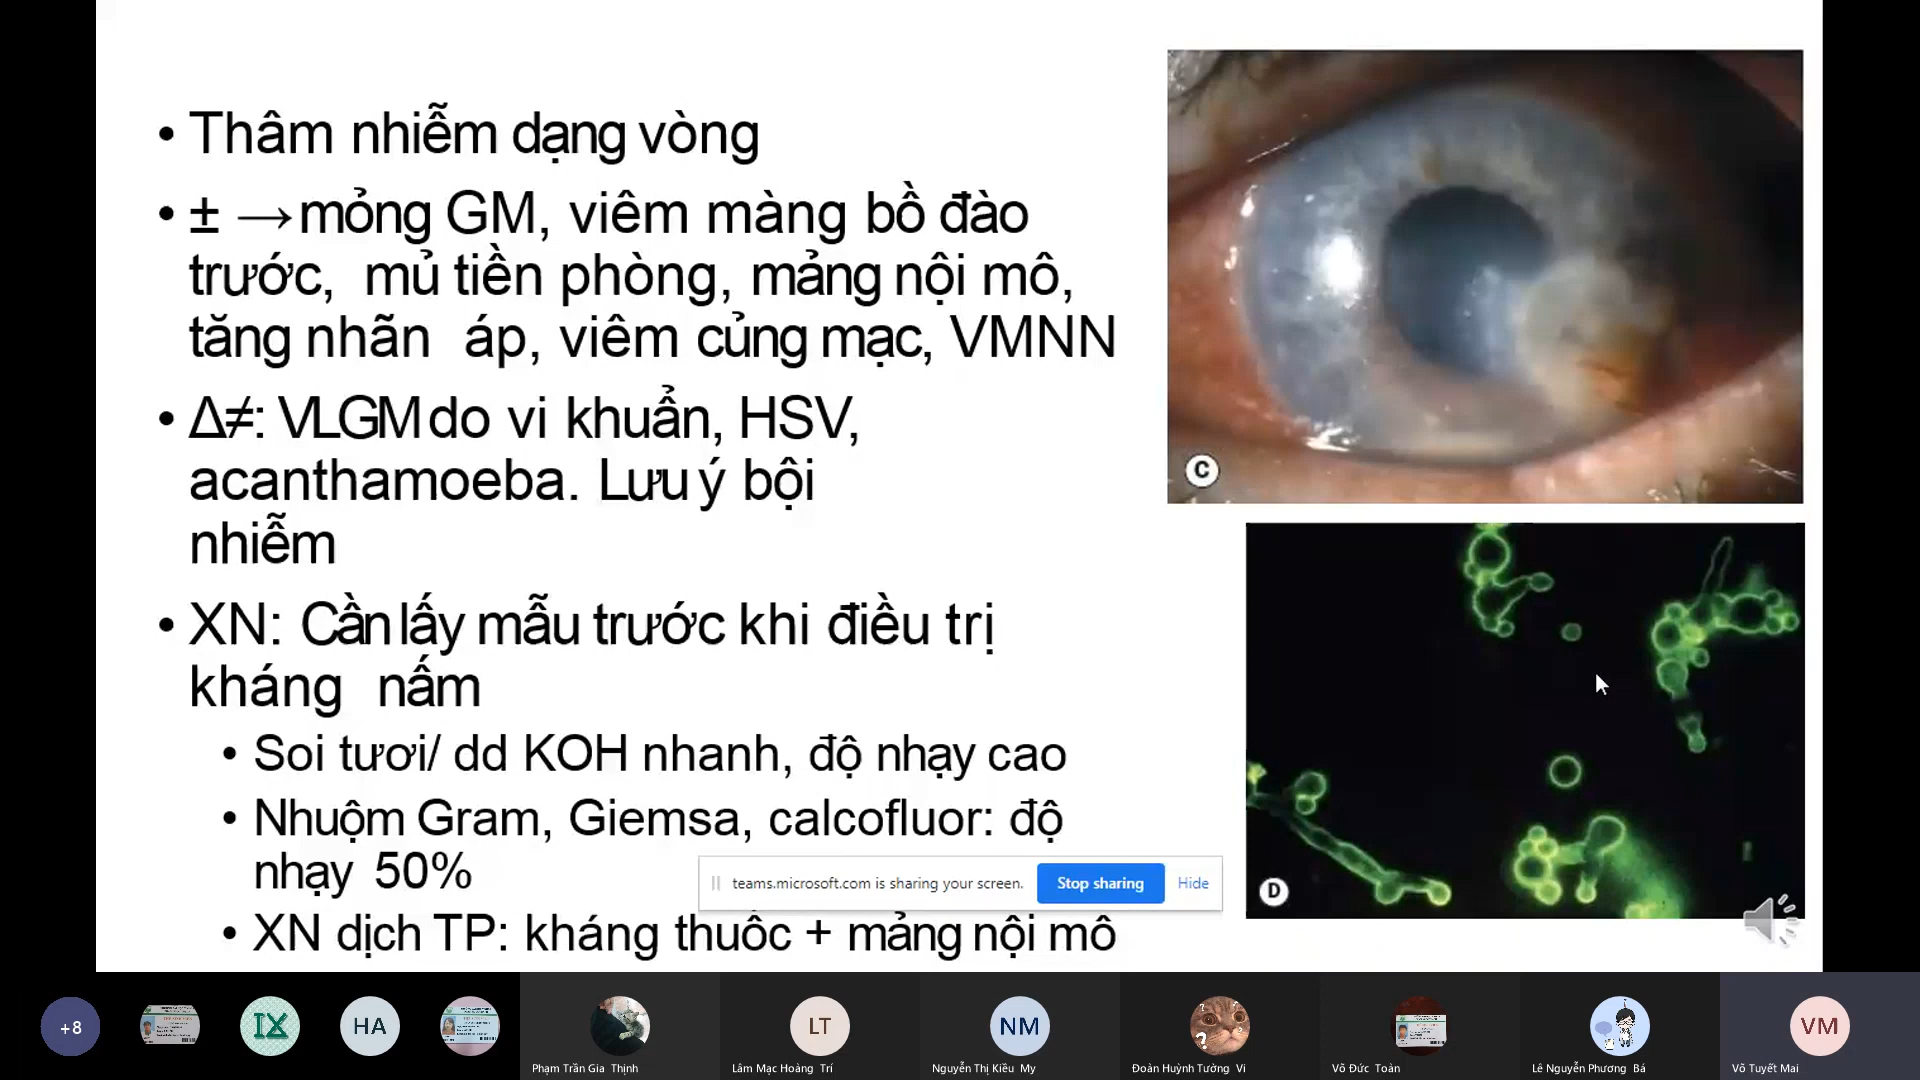 • Thâm nhiễm dạng vòng
• ± → mỏng GM, viêm màng bồ đào
trước, mủ tiền phòng, mảng nội mô,
tăng nhãn áp, viêm củng mạc, VMNN
• Δ≠: VLGM do vi khuẩn, HSV,
acanthamoeba. Lưu ý bội
nhiễm
• XN: Cần lấy mẫu trước khi điều trị
kháng nấm
• Soi tươi/ dd KOH nhanh, độ nhạy cao
• Nhuộm Gram, Giemsa, calcofluor: độ
nhạy 50%
• XN dịch TP: kháng thuốc + mảng nội mô
C
D
teams.microsoft.com is sharing your screen.
Stop sharing
Hide
+8
IX
HA
LT
NM
VM
Phạm Trần Gia Thịnh
Lâm Mạc Hoàng Trí
Nguyễn Thị Kiều My
Đoàn Huỳnh Tường Vi
Võ Đức Toàn
Lê Nguyễn Phương Bá
Võ Tuyết Mai